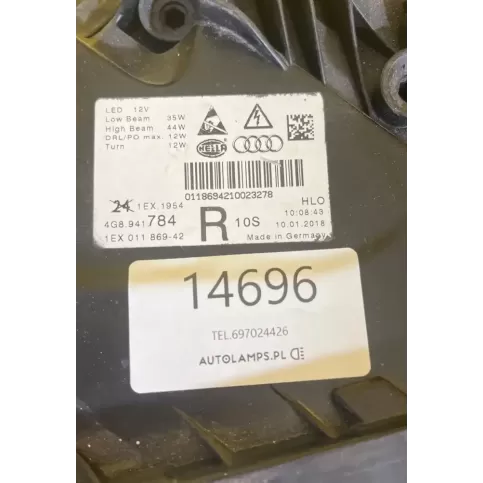 LED 12V
Low Beam 35W
High Beam 44W
DRL/PO max. 12W
Turn 12W
HELLA
0118694210023278
HLO
24 1EX.1954
10:08:43
4G8.941 784
R 10S
10.01.2018
1EX 011 869-42
Made in Germany
14696
TEL.697024426
AUTOLAMPS.PL